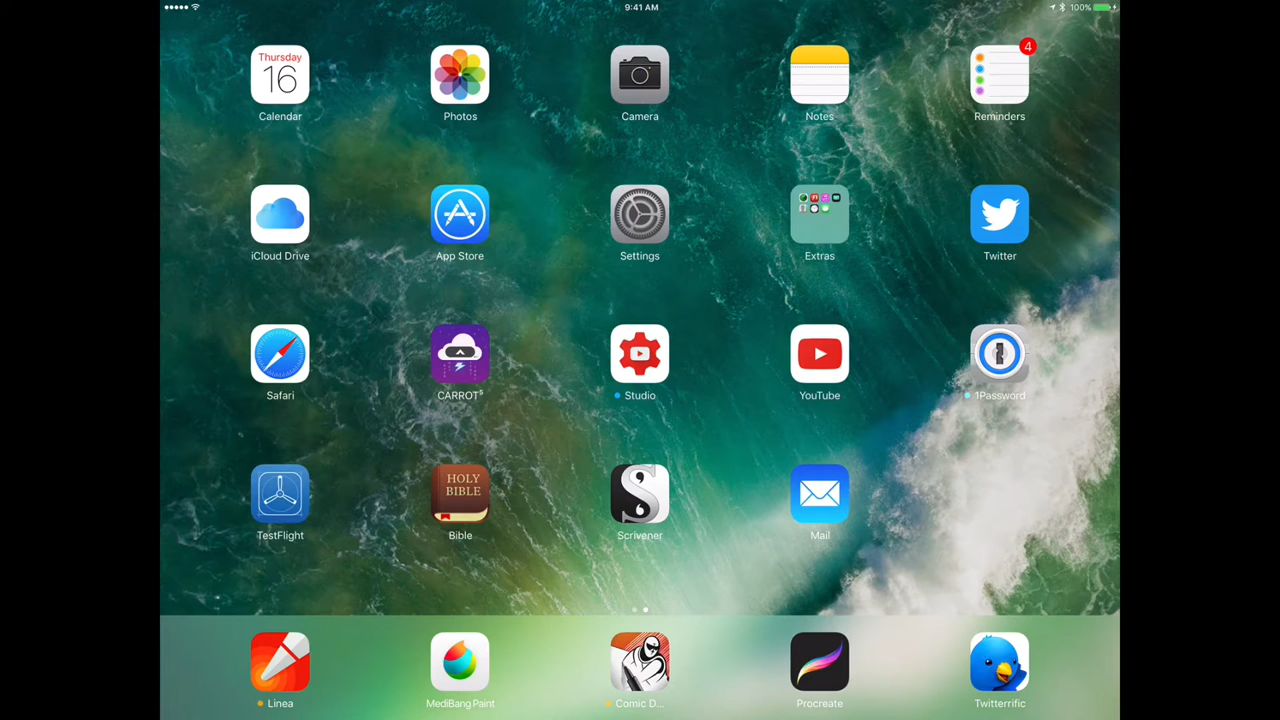 9:41 AM
100%
Thursday
16
4
Calendar
Photos
Camera
Notes
Reminders
iCloud Drive
App Store
Settings
Extras
Twitter
Safari
CARROT⁵
Studio
YouTube
1Password
HOLY
BIBLE
S
TestFlight
Bible
Scrivener
Mail
Linea
MediBang Paint
Comic D...
Procreate
Twitterrific